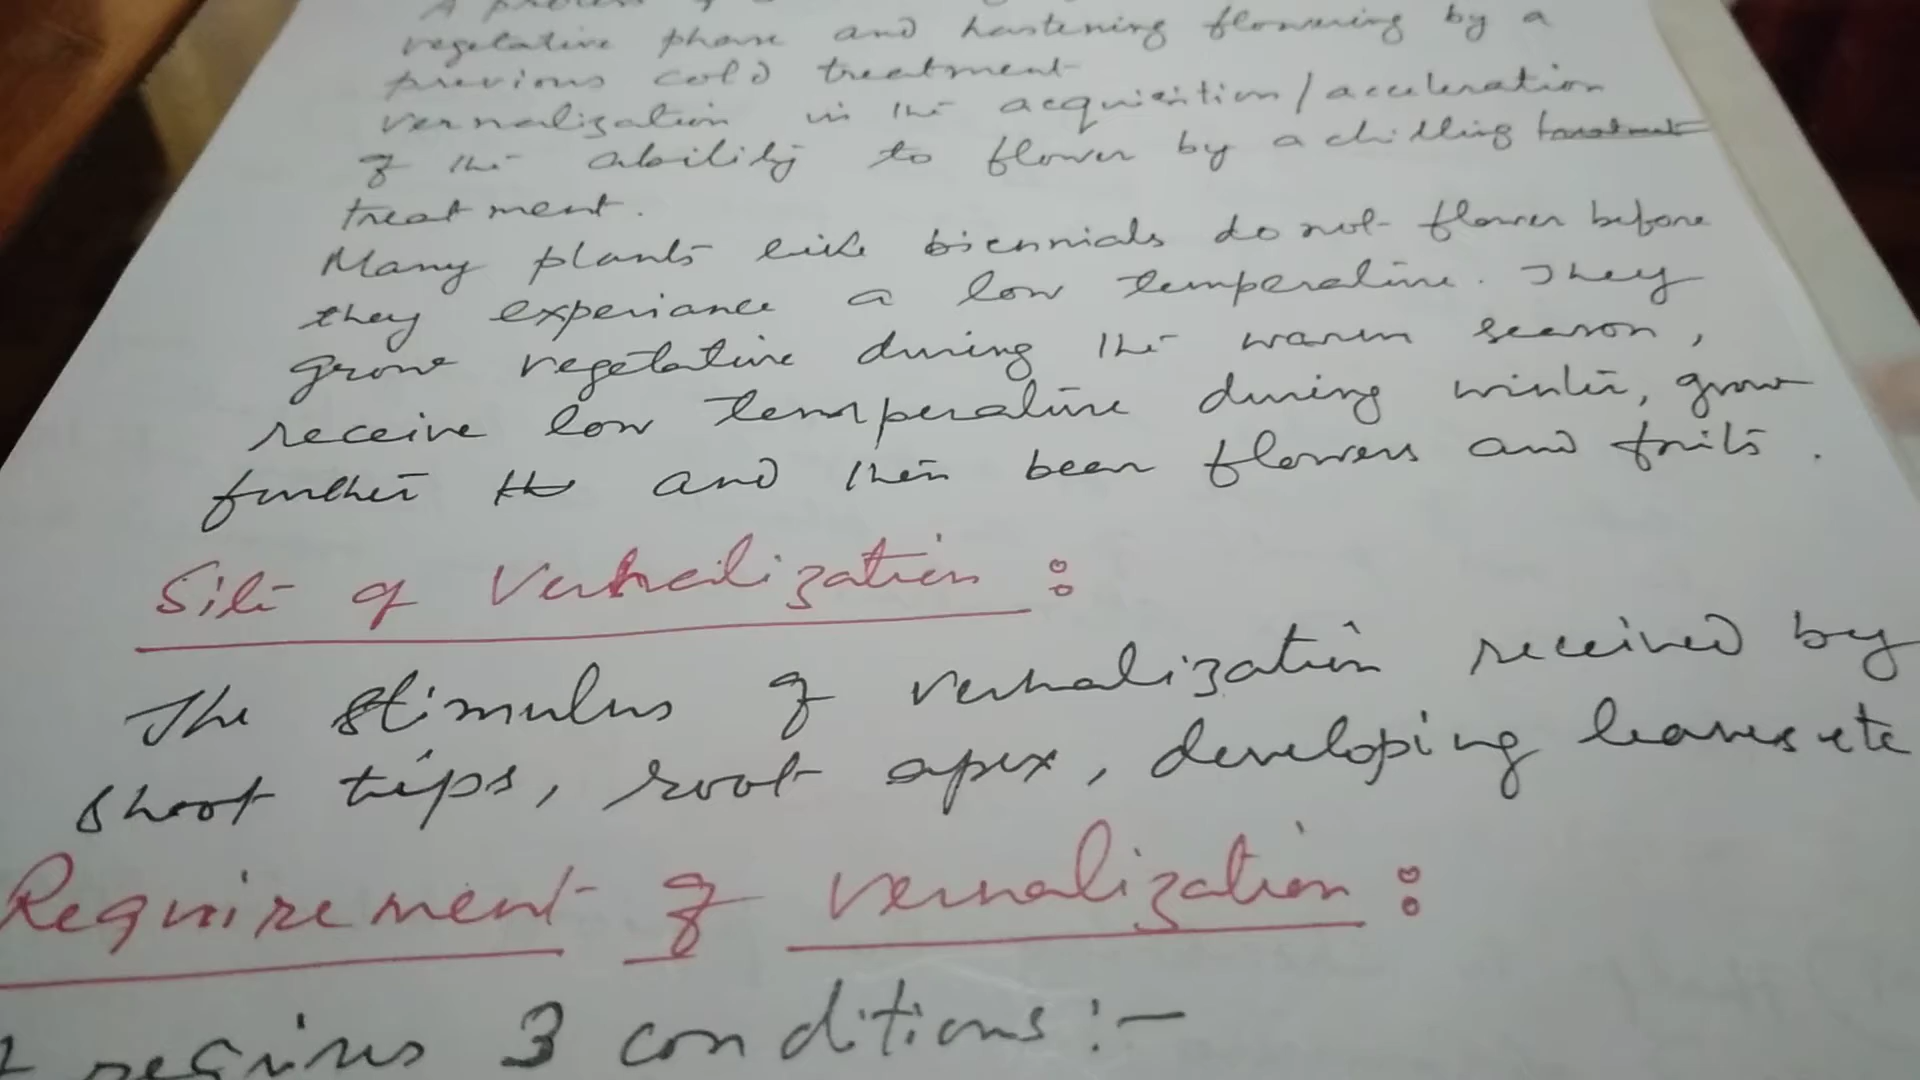 A process of
vegetative phase and hastening flowering by a
previous cold treatment
vernalization is the acquisition/acceleration
of the ability to flower by a chilling
treatment.
Many plants like biennials do not flower before
they experiance a low temperature. They
grow vegetative during the warm season,
receive low temperature during winter, grow
further and then bear flowers and fruits.
Site of Vernalization :
The stimulus of vernalization received by
shoot tips, root apex, developing leaves etc
Requirement of vernalization :
requires 3 conditions :-